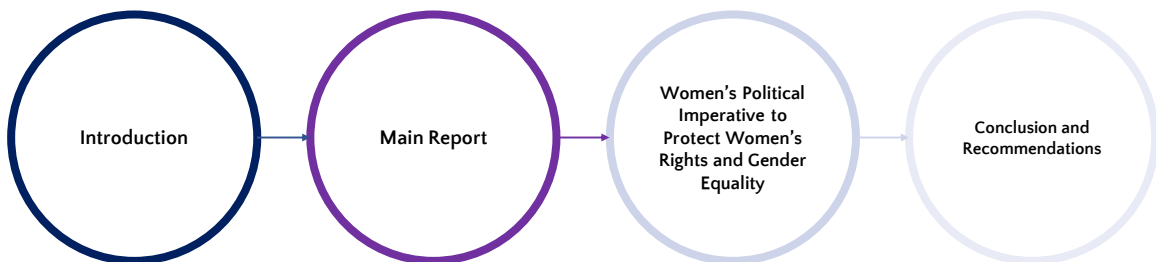 Introduction
Main Report
Women’s Political
Imperative to
Protect Women’s
Rights and Gender
Equality
Conclusion and
Recommendations